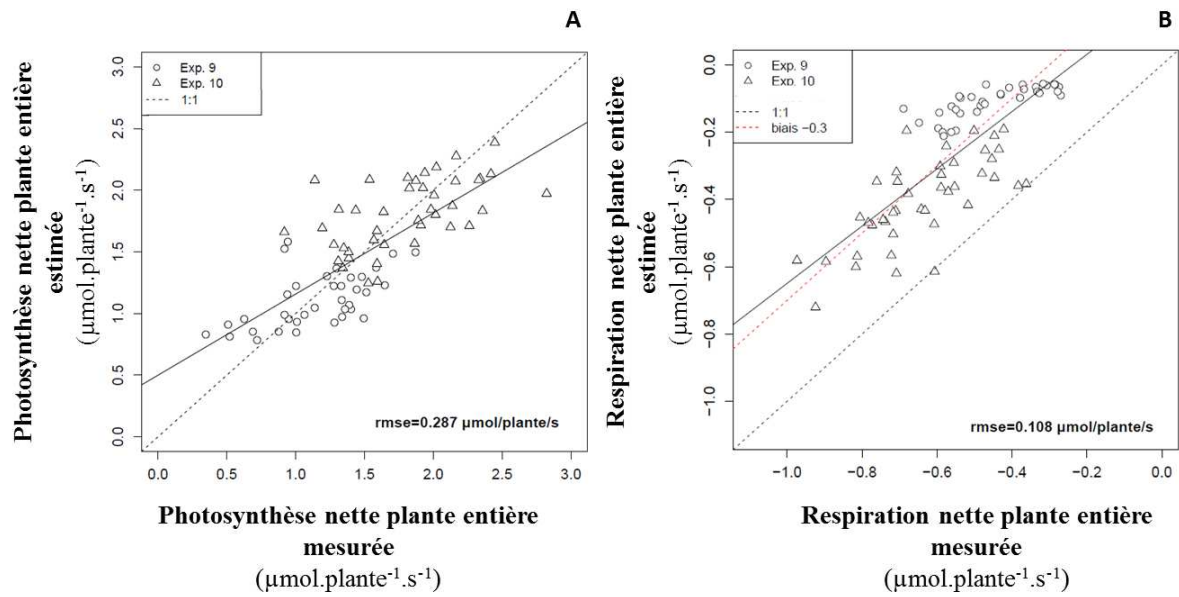 A
Photosynthèse nette plante entière
estimée
(µmol.plante⁻¹.s⁻¹)
3.0
2.5
2.0
1.5
1.0
0.5
0.0
Exp. 9
Exp. 10
1:1
rmse=0.287 µmol/plante/s
0.0 0.5 1.0 1.5 2.0 2.5 3.0
Photosynthèse nette plante entière
mesurée
(µmol.plante⁻¹.s⁻¹)
B
Respiration nette plante entière
estimée
(µmol.plante⁻¹.s⁻¹)
0.0
−0.2
−0.4
−0.6
−0.8
−1.0
Exp. 9
Exp. 10
1:1
biais −0.3
rmse=0.108 µmol/plante/s
−1.0 −0.8 −0.6 −0.4 −0.2 0.0
Respiration nette plante entière
mesurée
(µmol.plante⁻¹.s⁻¹)